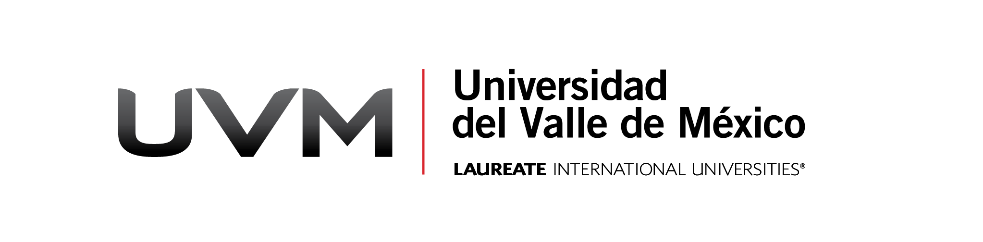 UVM
Universidad
del Valle de México
LAUREATE INTERNATIONAL UNIVERSITIES®